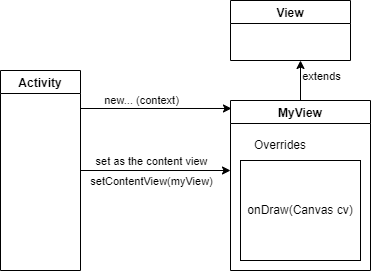 View
extends
Activity
new... (context)
MyView
Overrides
set as the content view
setContentView(myView)
onDraw(Canvas cv)